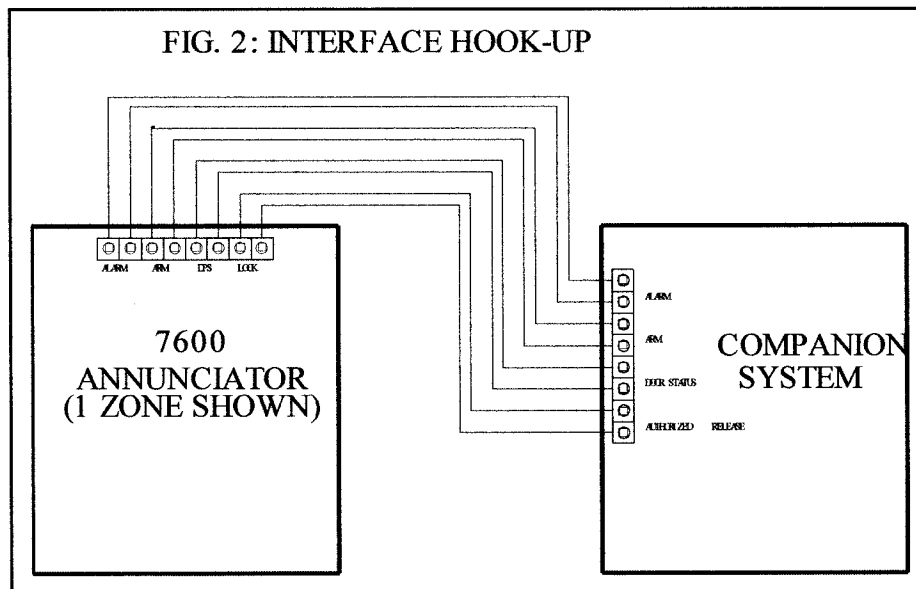 FIG. 2: INTERFACE HOOK-UP
ALARM ARM DPS LOCK
7600
ANNUNCIATOR
(1 ZONE SHOWN)
ALARM
ARM
DOOR STATUS
AUTHORIZED RELEASE
COMPANION
SYSTEM